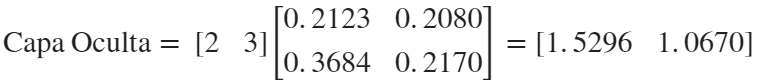 Capa Oculta = [2 3] [0.2123 0.2080
0.3684 0.2170] = [1.5296 1.0670]